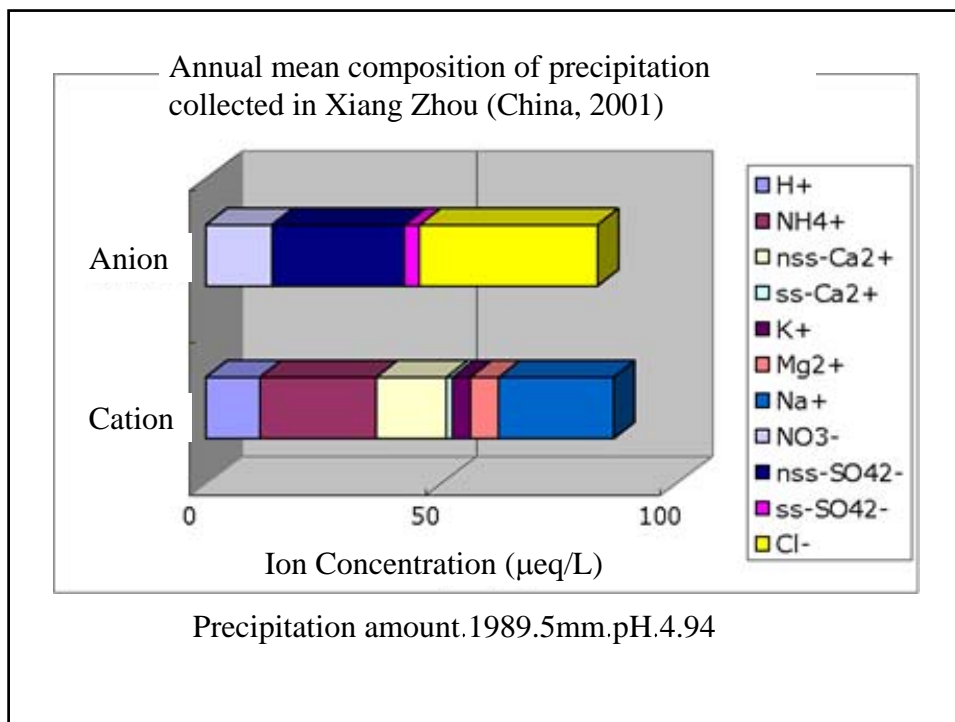 Annual mean composition of precipitation
collected in Xiang Zhou (China, 2001)
Anion
Cation
0
50
100
Ion Concentration (μeq/L)
H+
NH4+
nss-Ca2+
ss-Ca2+
K+
Mg2+
Na+
NO3-
nss-SO42-
ss-SO42-
Cl-
Precipitation amount.1989.5mm.pH.4.94